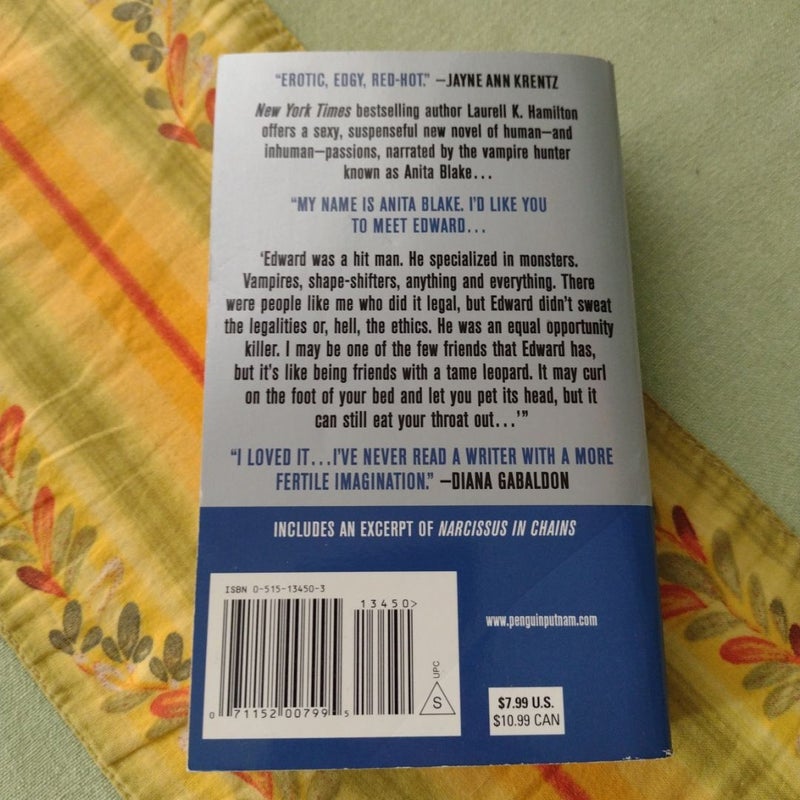 "EROTIC, EDGY, RED-HOT." —JAYNE ANN KRENTZ
New York Times bestselling author Laurell K. Hamilton
offers a sexy, suspenseful new novel of human—and
inhuman—passions, narrated by the vampire hunter
known as Anita Blake...
"MY NAME IS ANITA BLAKE. I'D LIKE YOU
TO MEET EDWARD...
'Edward was a hit man. He specialized in monsters.
Vampires, shape-shifters, anything and everything. There
were people like me who did it legal, but Edward didn't sweat
the legalities or, hell, the ethics. He was an equal opportunity
killer. I may be one of the few friends that Edward has,
but it's like being friends with a tame leopard. It may curl
on the foot of your bed and let you pet its head, but it
can still eat your throat out...'"
"I LOVED IT...I'VE NEVER READ A WRITER WITH A MORE
FERTILE IMAGINATION." —DIANA GABALDON
INCLUDES AN EXCERPT OF NARCISSUS IN CHAINS
ISBN 0-515-13450-3
13450>
0 71152 00799 5
UPC
S
www.penguinputnam.com
$7.99 U.S.
$10.99 CAN